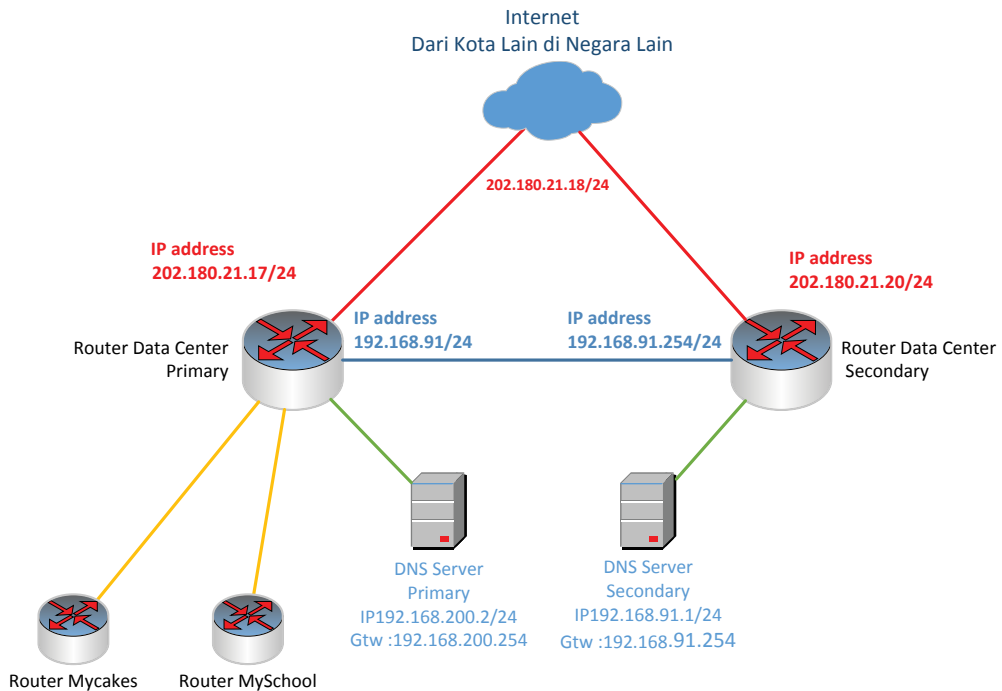 Internet
Dari Kota Lain di Negara Lain
202.180.21.18/24
IP address
202.180.21.17/24
IP address
202.180.21.20/24
IP address
192.168.91/24
IP address
192.168.91.254/24
Router Data Center
Primary
Router Data Center
Secondary
DNS Server
Primary
IP192.168.200.2/24
Gtw :192.168.200.254
DNS Server
Secondary
IP192.168.91.1/24
Gtw :192.168.91.254
Router Mycakes
Router MySchool